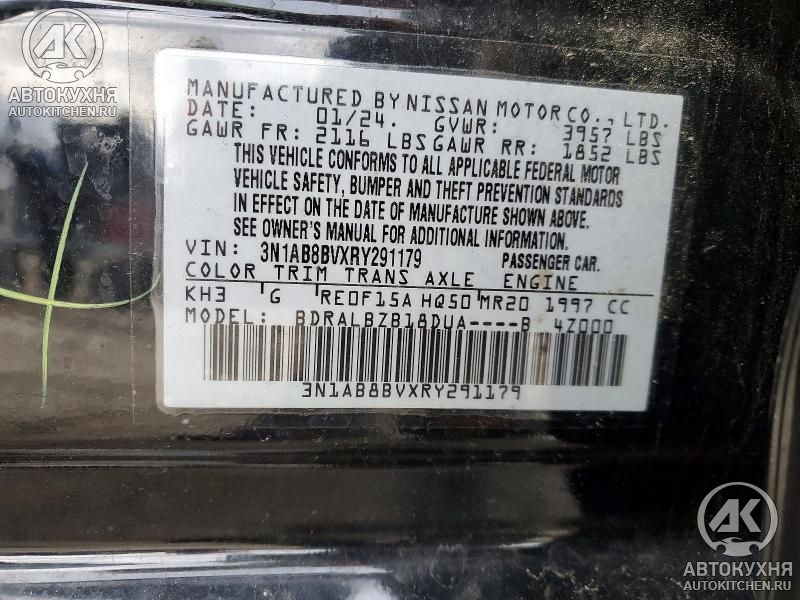 АК
АВТОКУХНЯ
AUTOKITCHEN.RU
MANUFACTURED BY NISSAN MOTOR CO., LTD.
DATE: 01/24. GVWR: 3957 LBS
GAWR FR: 2116 LBS GAWR RR: 1852 LBS
THIS VEHICLE CONFORMS TO ALL APPLICABLE FEDERAL MOTOR
VEHICLE SAFETY, BUMPER AND THEFT PREVENTION STANDARDS
IN EFFECT ON THE DATE OF MANUFACTURE SHOWN ABOVE.
SEE OWNER'S MANUAL FOR ADDITIONAL INFORMATION.
VIN: 3N1AB8BVXRY291179 PASSENGER CAR.
COLOR TRIM TRANS AXLE ENGINE
KH3 G RE0F15A HQ50 MR20 1997 CC
MODEL: BDRALBZB18DUA----B 4Z000
3N1AB8BVXRY291179
АК
АВТОКУХНЯ
AUTOKITCHEN.RU